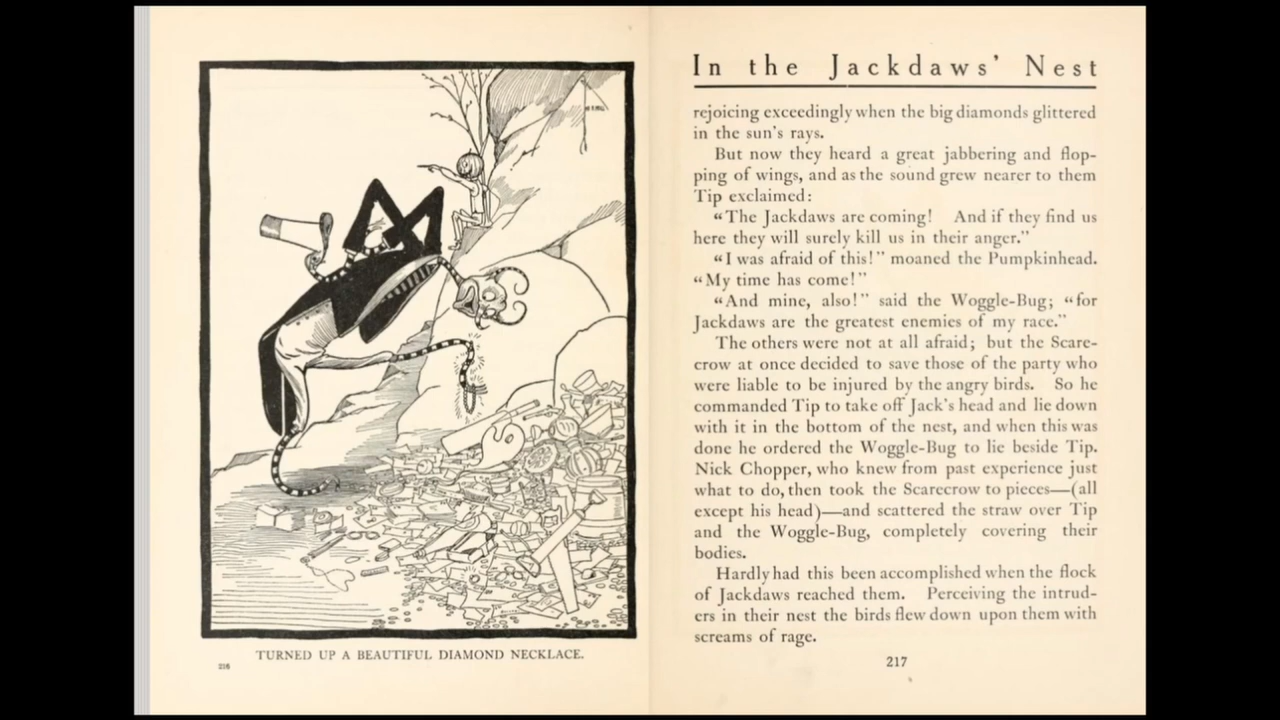 TURNED UP A BEAUTIFUL DIAMOND NECKLACE.
216
In the Jackdaws’ Nest
rejoicing exceedingly when the big diamonds glittered
in the sun’s rays.
But now they heard a great jabbering and flop-
ping of wings, and as the sound grew nearer to them
Tip exclaimed:
“The Jackdaws are coming! And if they find us
here they will surely kill us in their anger.”
“I was afraid of this!” moaned the Pumpkinhead.
“My time has come!”
“And mine, also!” said the Woggle-Bug; “for
Jackdaws are the greatest enemies of my race.”
The others were not at all afraid; but the Scare-
crow at once decided to save those of the party who
were liable to be injured by the angry birds. So he
commanded Tip to take off Jack’s head and lie down
with it in the bottom of the nest, and when this was
done he ordered the Woggle-Bug to lie beside Tip.
Nick Chopper, who knew from past experience just
what to do, then took the Scarecrow to pieces—(all
except his head)—and scattered the straw over Tip
and the Woggle-Bug, completely covering their
bodies.
Hardly had this been accomplished when the flock
of Jackdaws reached them. Perceiving the intrud-
ers in their nest the birds flew down upon them with
screams of rage.
217